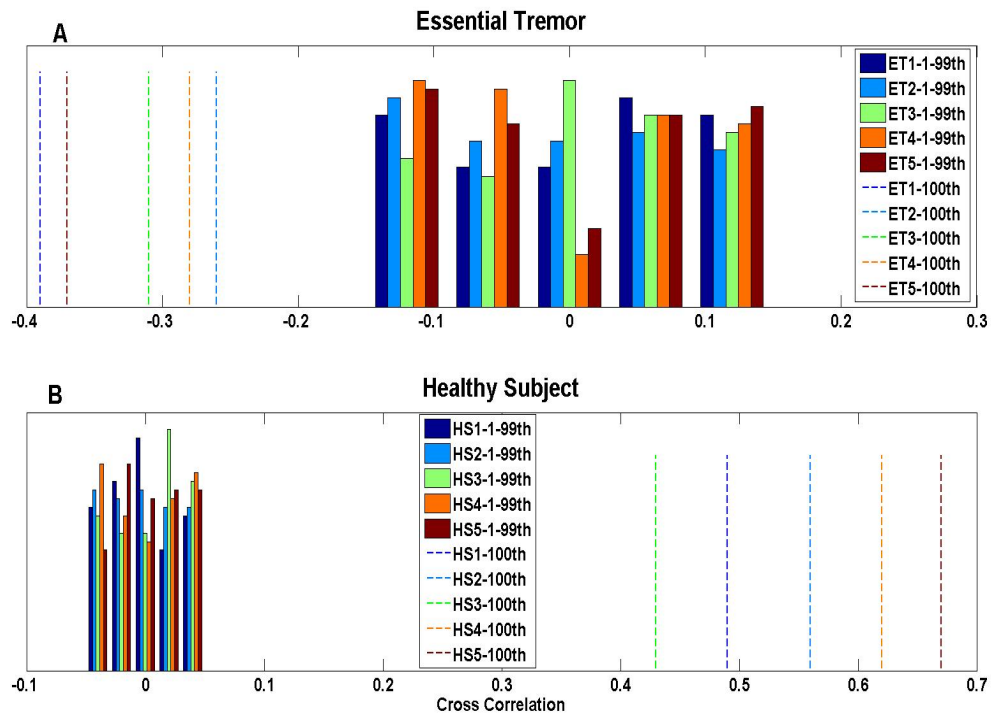 Essential Tremor
A
ET1-1-99th
ET2-1-99th
ET3-1-99th
ET4-1-99th
ET5-1-99th
ET1-100th
ET2-100th
ET3-100th
ET4-100th
ET5-100th
-0.4 -0.3 -0.2 -0.1 0 0.1 0.2 0.3
Healthy Subject
B
HS1-1-99th
HS2-1-99th
HS3-1-99th
HS4-1-99th
HS5-1-99th
HS1-100th
HS2-100th
HS3-100th
HS4-100th
HS5-100th
-0.1 0 0.1 0.2 0.3 0.4 0.5 0.6 0.7
Cross Correlation